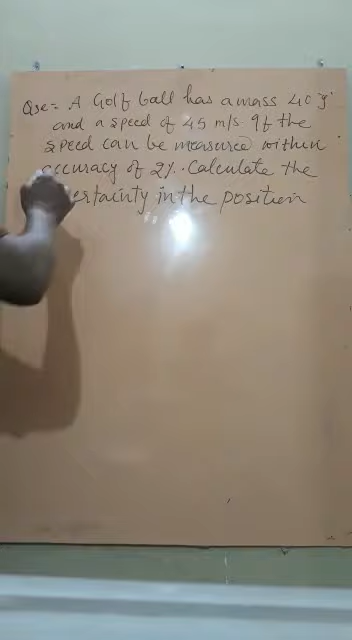 Qse= A Golf ball has a mass 40 g
and a speed of 45 m/s If the
speed can be measured within
accuracy of 2%. Calculate the
ertainty in the position